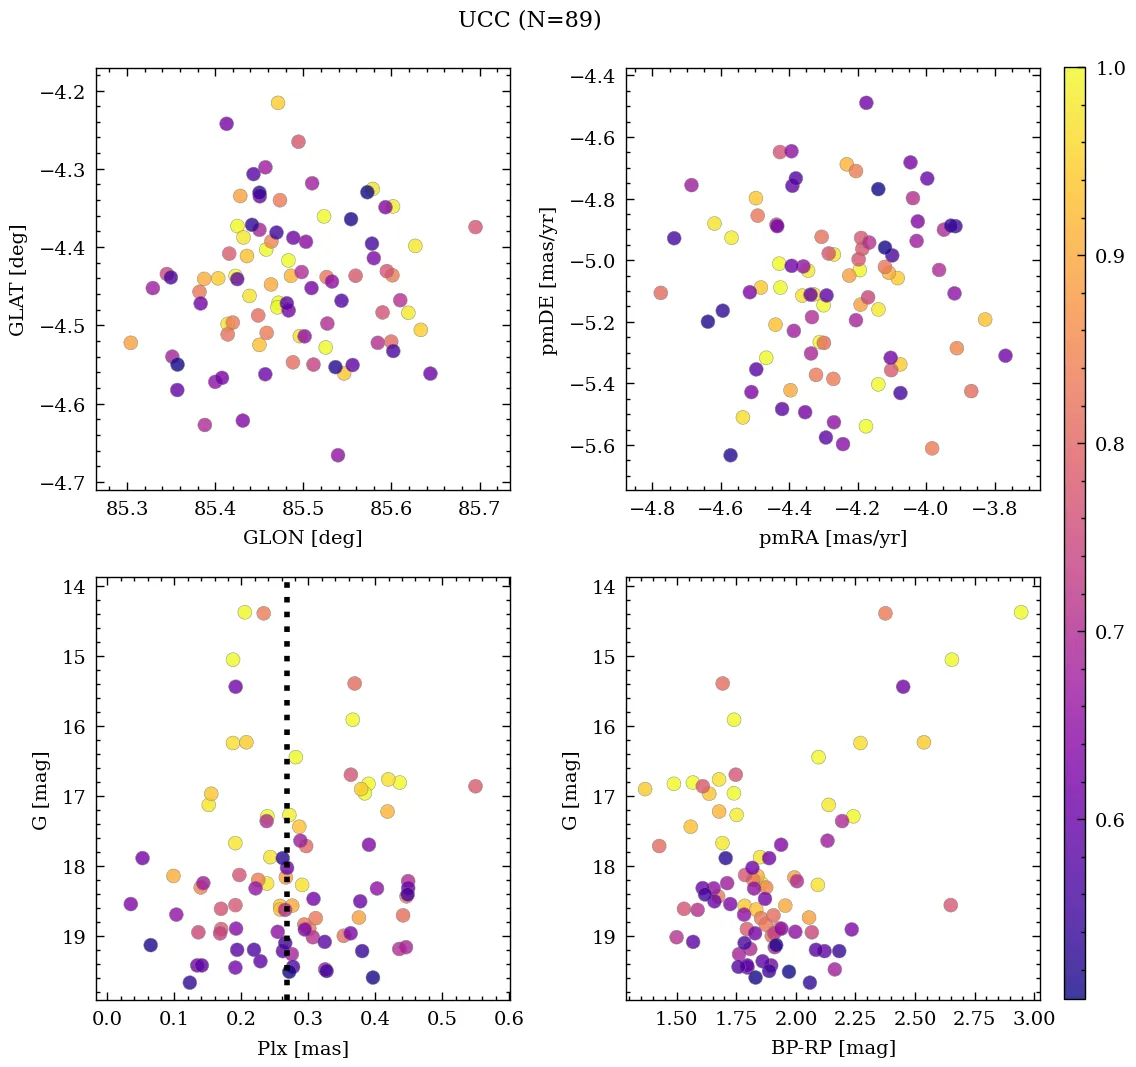 UCC (N=89)
−4.2
−4.3
−4.4
−4.5
−4.6
−4.7
GLAT [deg]
85.3 85.4 85.5 85.6 85.7
GLON [deg]
−4.4
−4.6
−4.8
−5.0
−5.2
−5.4
−5.6
pmDE [mas/yr]
−4.8 −4.6 −4.4 −4.2 −4.0 −3.8
pmRA [mas/yr]
14
15
16
17
18
19
G [mag]
0.0 0.1 0.2 0.3 0.4 0.5 0.6
Plx [mas]
14
15
16
17
18
19
G [mag]
1.50 1.75 2.00 2.25 2.50 2.75 3.00
BP-RP [mag]
1.0
0.9
0.8
0.7
0.6